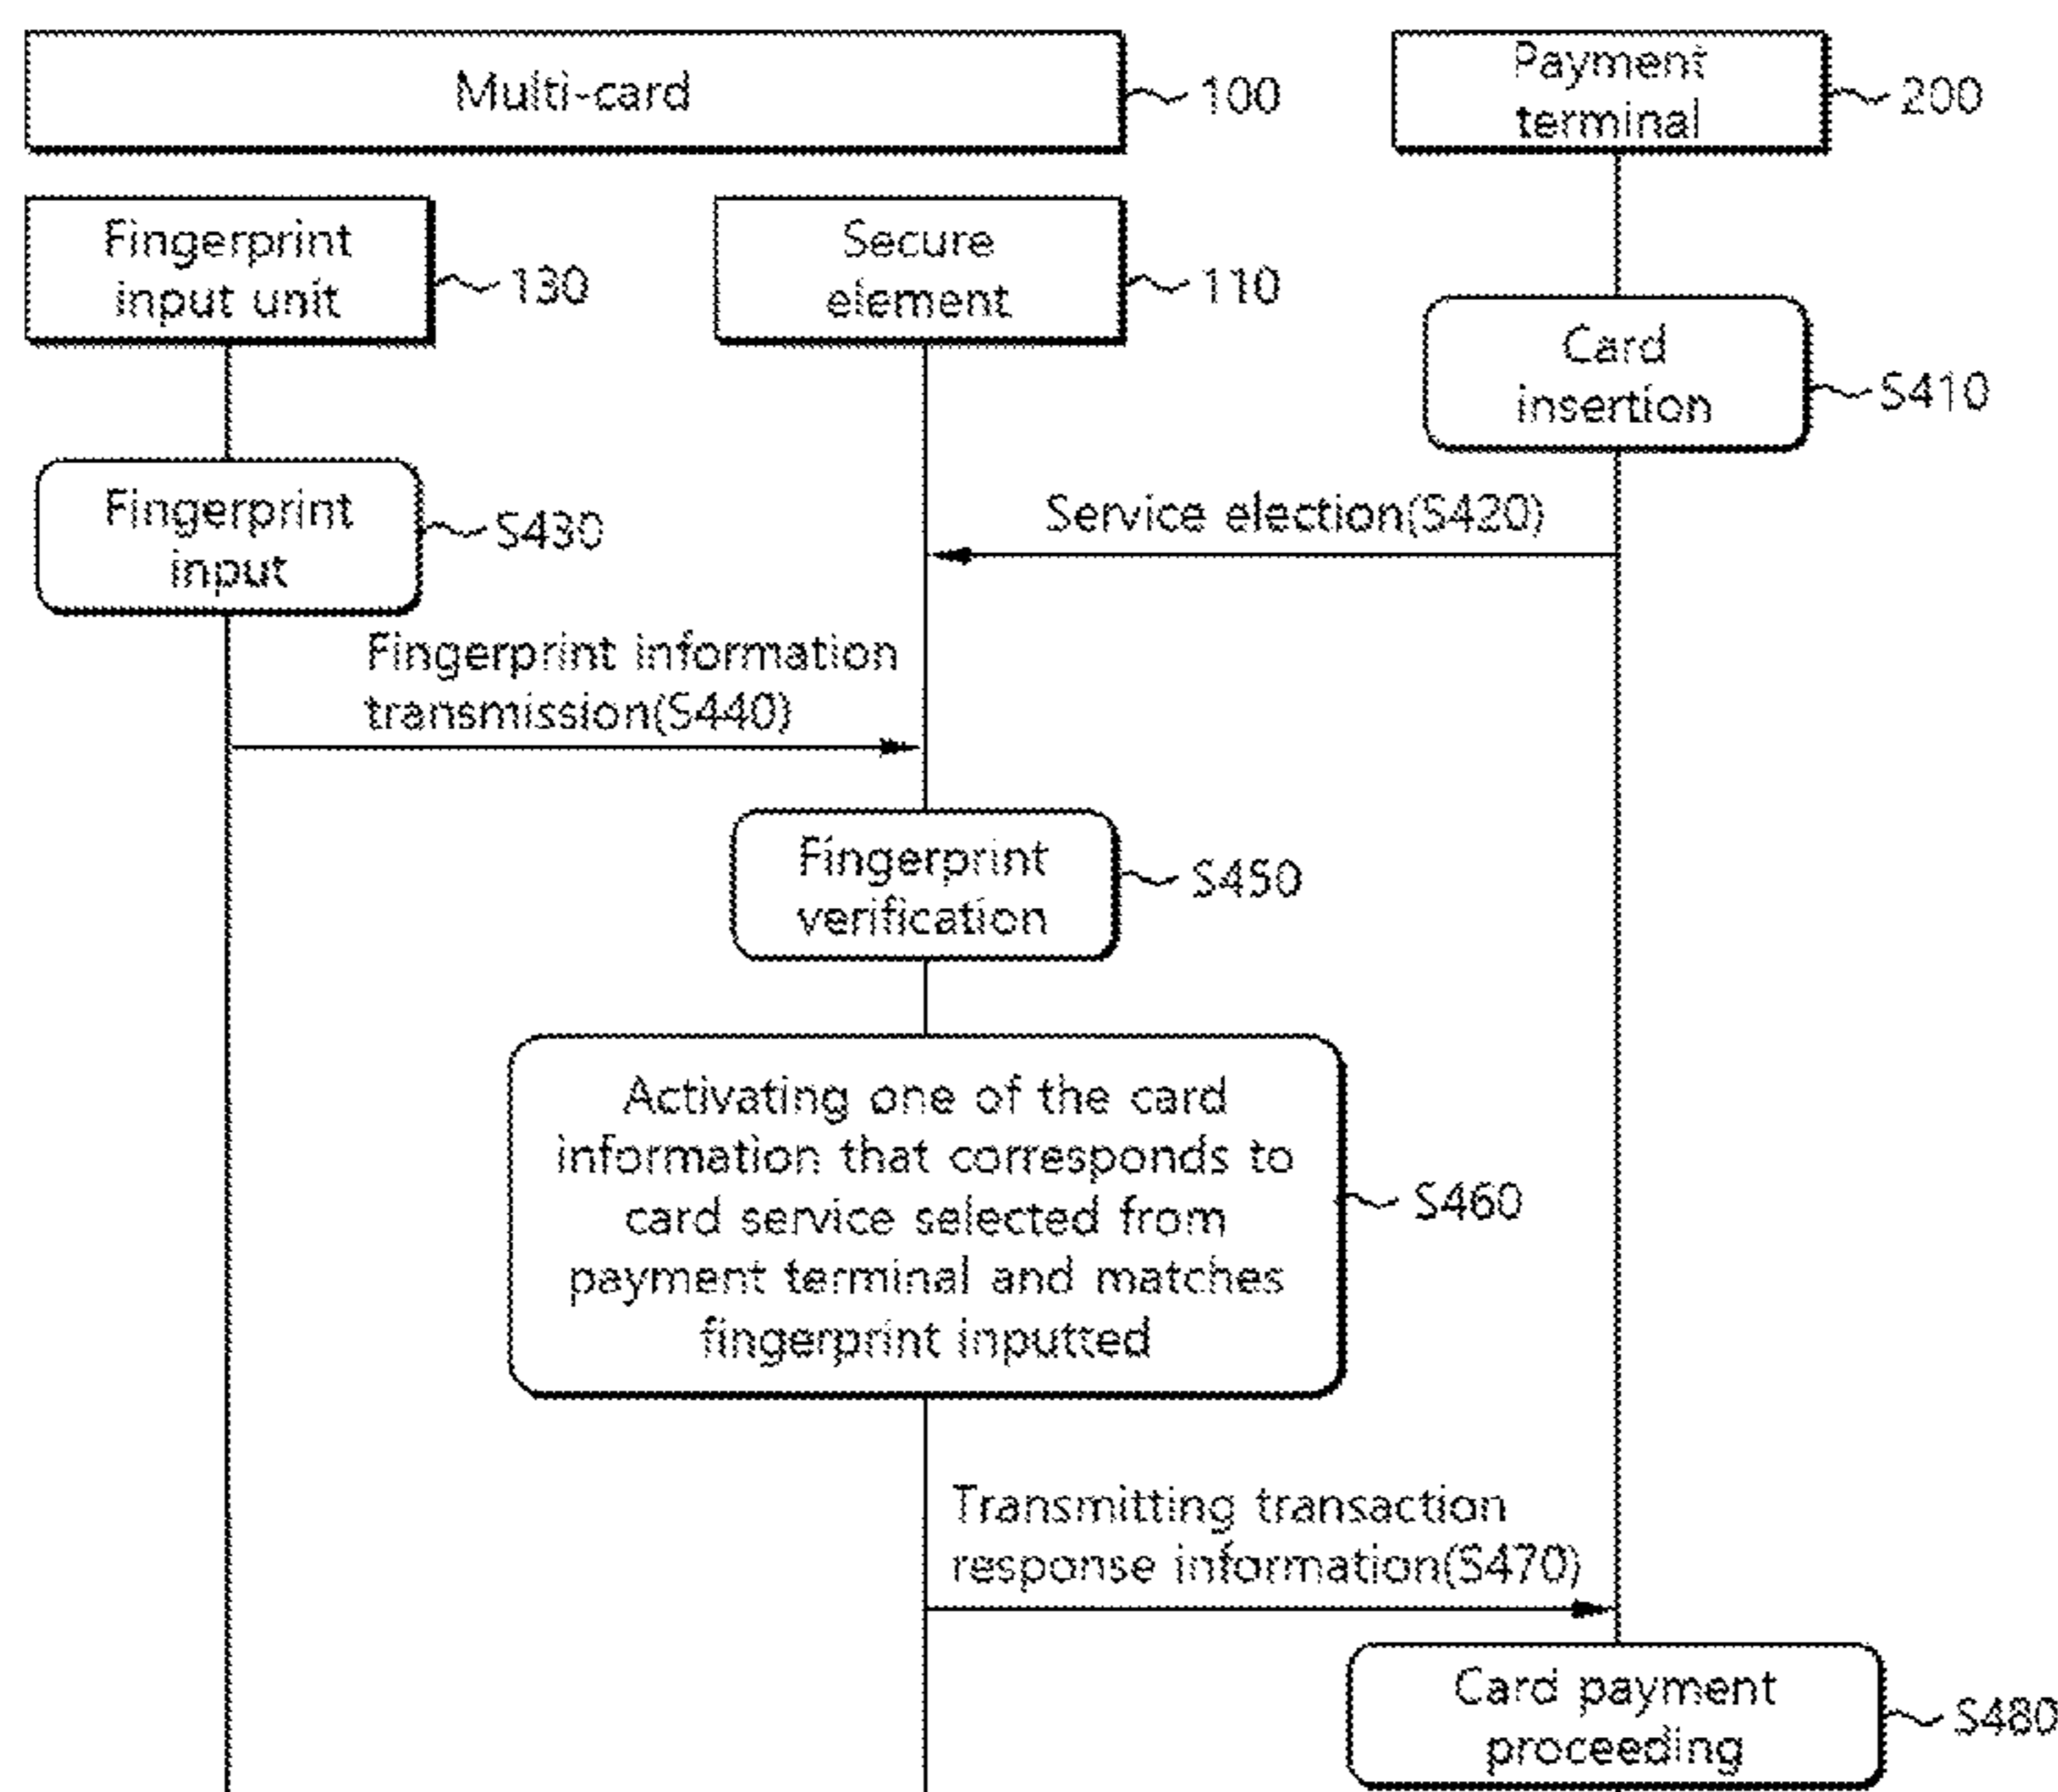 Multi-card
100
Payment
terminal
200
Fingerprint
input unit
130
Secure
element
110
Card
insertion
S410
Fingerprint
input
S430
Service election(S420)
Fingerprint information
transmission(S440)
Fingerprint
verification
S450
Activating one of the card
information that corresponds to
card service selected from
payment terminal and matches
fingerprint inputted
S460
Transmitting transaction
response information(S470)
Card payment
proceeding
S480